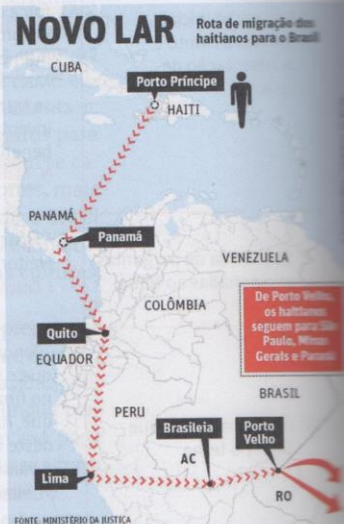 NOVO LAR
Rota de migração dos
haitianos para o Brasil
CUBA
Porto Príncipe
HAITI
PANAMÁ
Panamá
VENEZUELA
COLÔMBIA
De Porto Velho,
os haitianos
seguem para São
Paulo, Minas
Gerais e Paraná
Quito
EQUADOR
BRASIL
PERU
Brasileia
Porto
Velho
AC
Lima
RO
FONTE: MINISTÉRIO DA JUSTIÇA